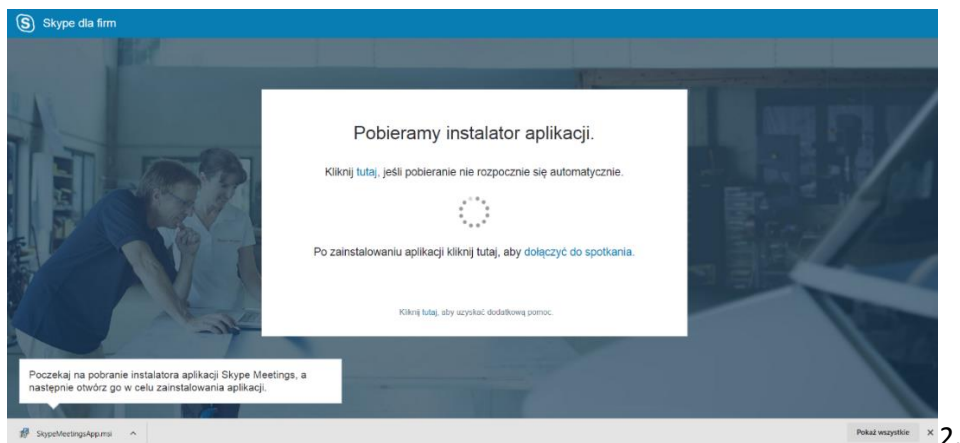 S Skype dla firm
Pobieramy instalator aplikacji.
Kliknij tutaj, jeśli pobieranie nie rozpocznie się automatycznie.
Po zainstalowaniu aplikacji kliknij tutaj, aby dołączyć do spotkania.
Kliknij tutaj, aby uzyskać dodatkową pomoc.
Poczekaj na pobranie instalatora aplikacji Skype Meetings, a
następnie otwórz go w celu zainstalowania aplikacji.
SkypeMeetingsApp.msi
Pokaż wszystkie
2.